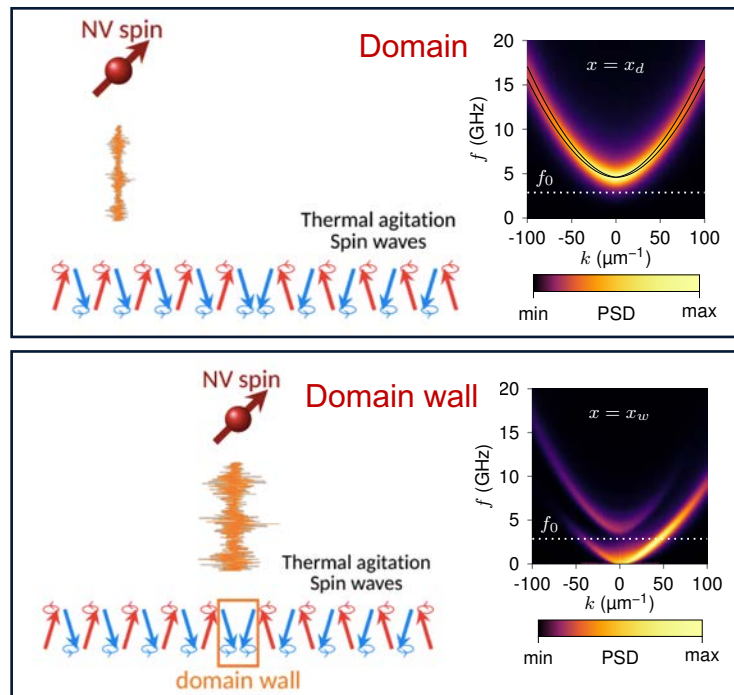 NV spin
Domain
Thermal agitation
Spin waves
20
15
10
5
0
f (GHz)
x = x_d
f_0
-100 -50 0 50 100
k (µm⁻¹)
min PSD max
NV spin
Domain wall
Thermal agitation
Spin waves
domain wall
20
15
10
5
0
f (GHz)
x = x_w
f_0
-100 -50 0 50 100
k (µm⁻¹)
min PSD max